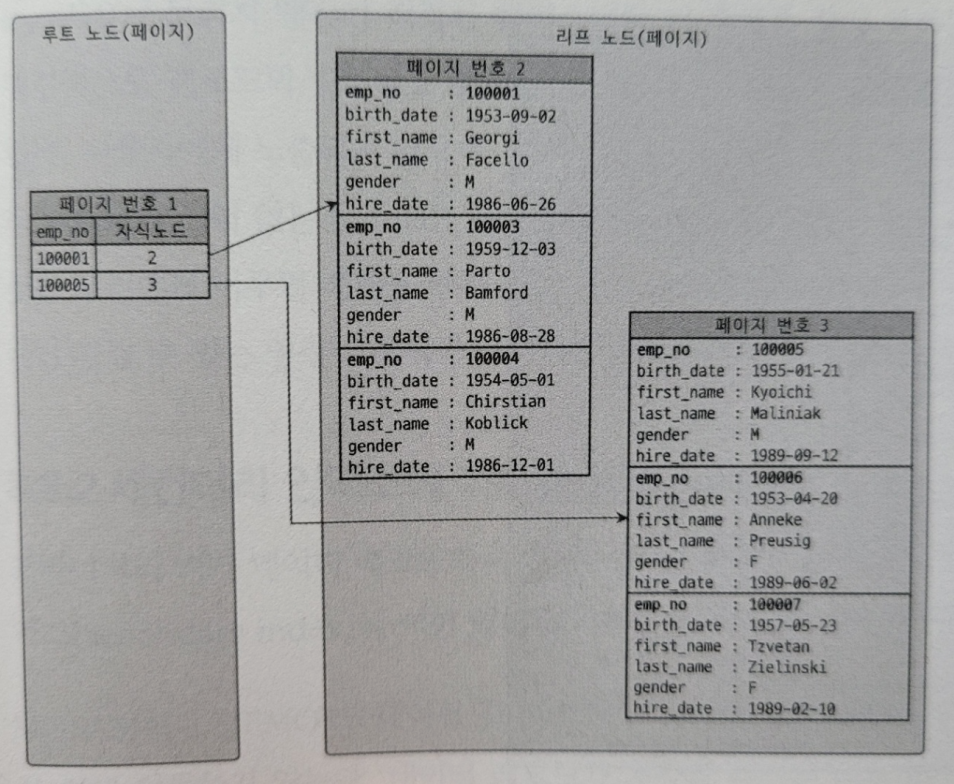 루트 노드(페이지)
페이지 번호 1
emp_no 자식노드
100001 2
100005 3
리프 노드(페이지)
페이지 번호 2
emp_no : 100001
birth_date : 1953-09-02
first_name : Georgi
last_name : Facello
gender : M
hire_date : 1986-06-26
emp_no : 100003
birth_date : 1959-12-03
first_name : Parto
last_name : Bamford
gender : M
hire_date : 1986-08-28
emp_no : 100004
birth_date : 1954-05-01
first_name : Chirstian
last_name : Koblick
gender : M
hire_date : 1986-12-01
페이지 번호 3
emp_no : 100005
birth_date : 1955-01-21
first_name : Kyoichi
last_name : Maliniak
gender : M
hire_date : 1989-09-12
emp_no : 100006
birth_date : 1953-04-20
first_name : Anneke
last_name : Preusig
gender : F
hire_date : 1989-06-02
emp_no : 100007
birth_date : 1957-05-23
first_name : Tzvetan
last_name : Zielinski
gender : F
hire_date : 1989-02-10